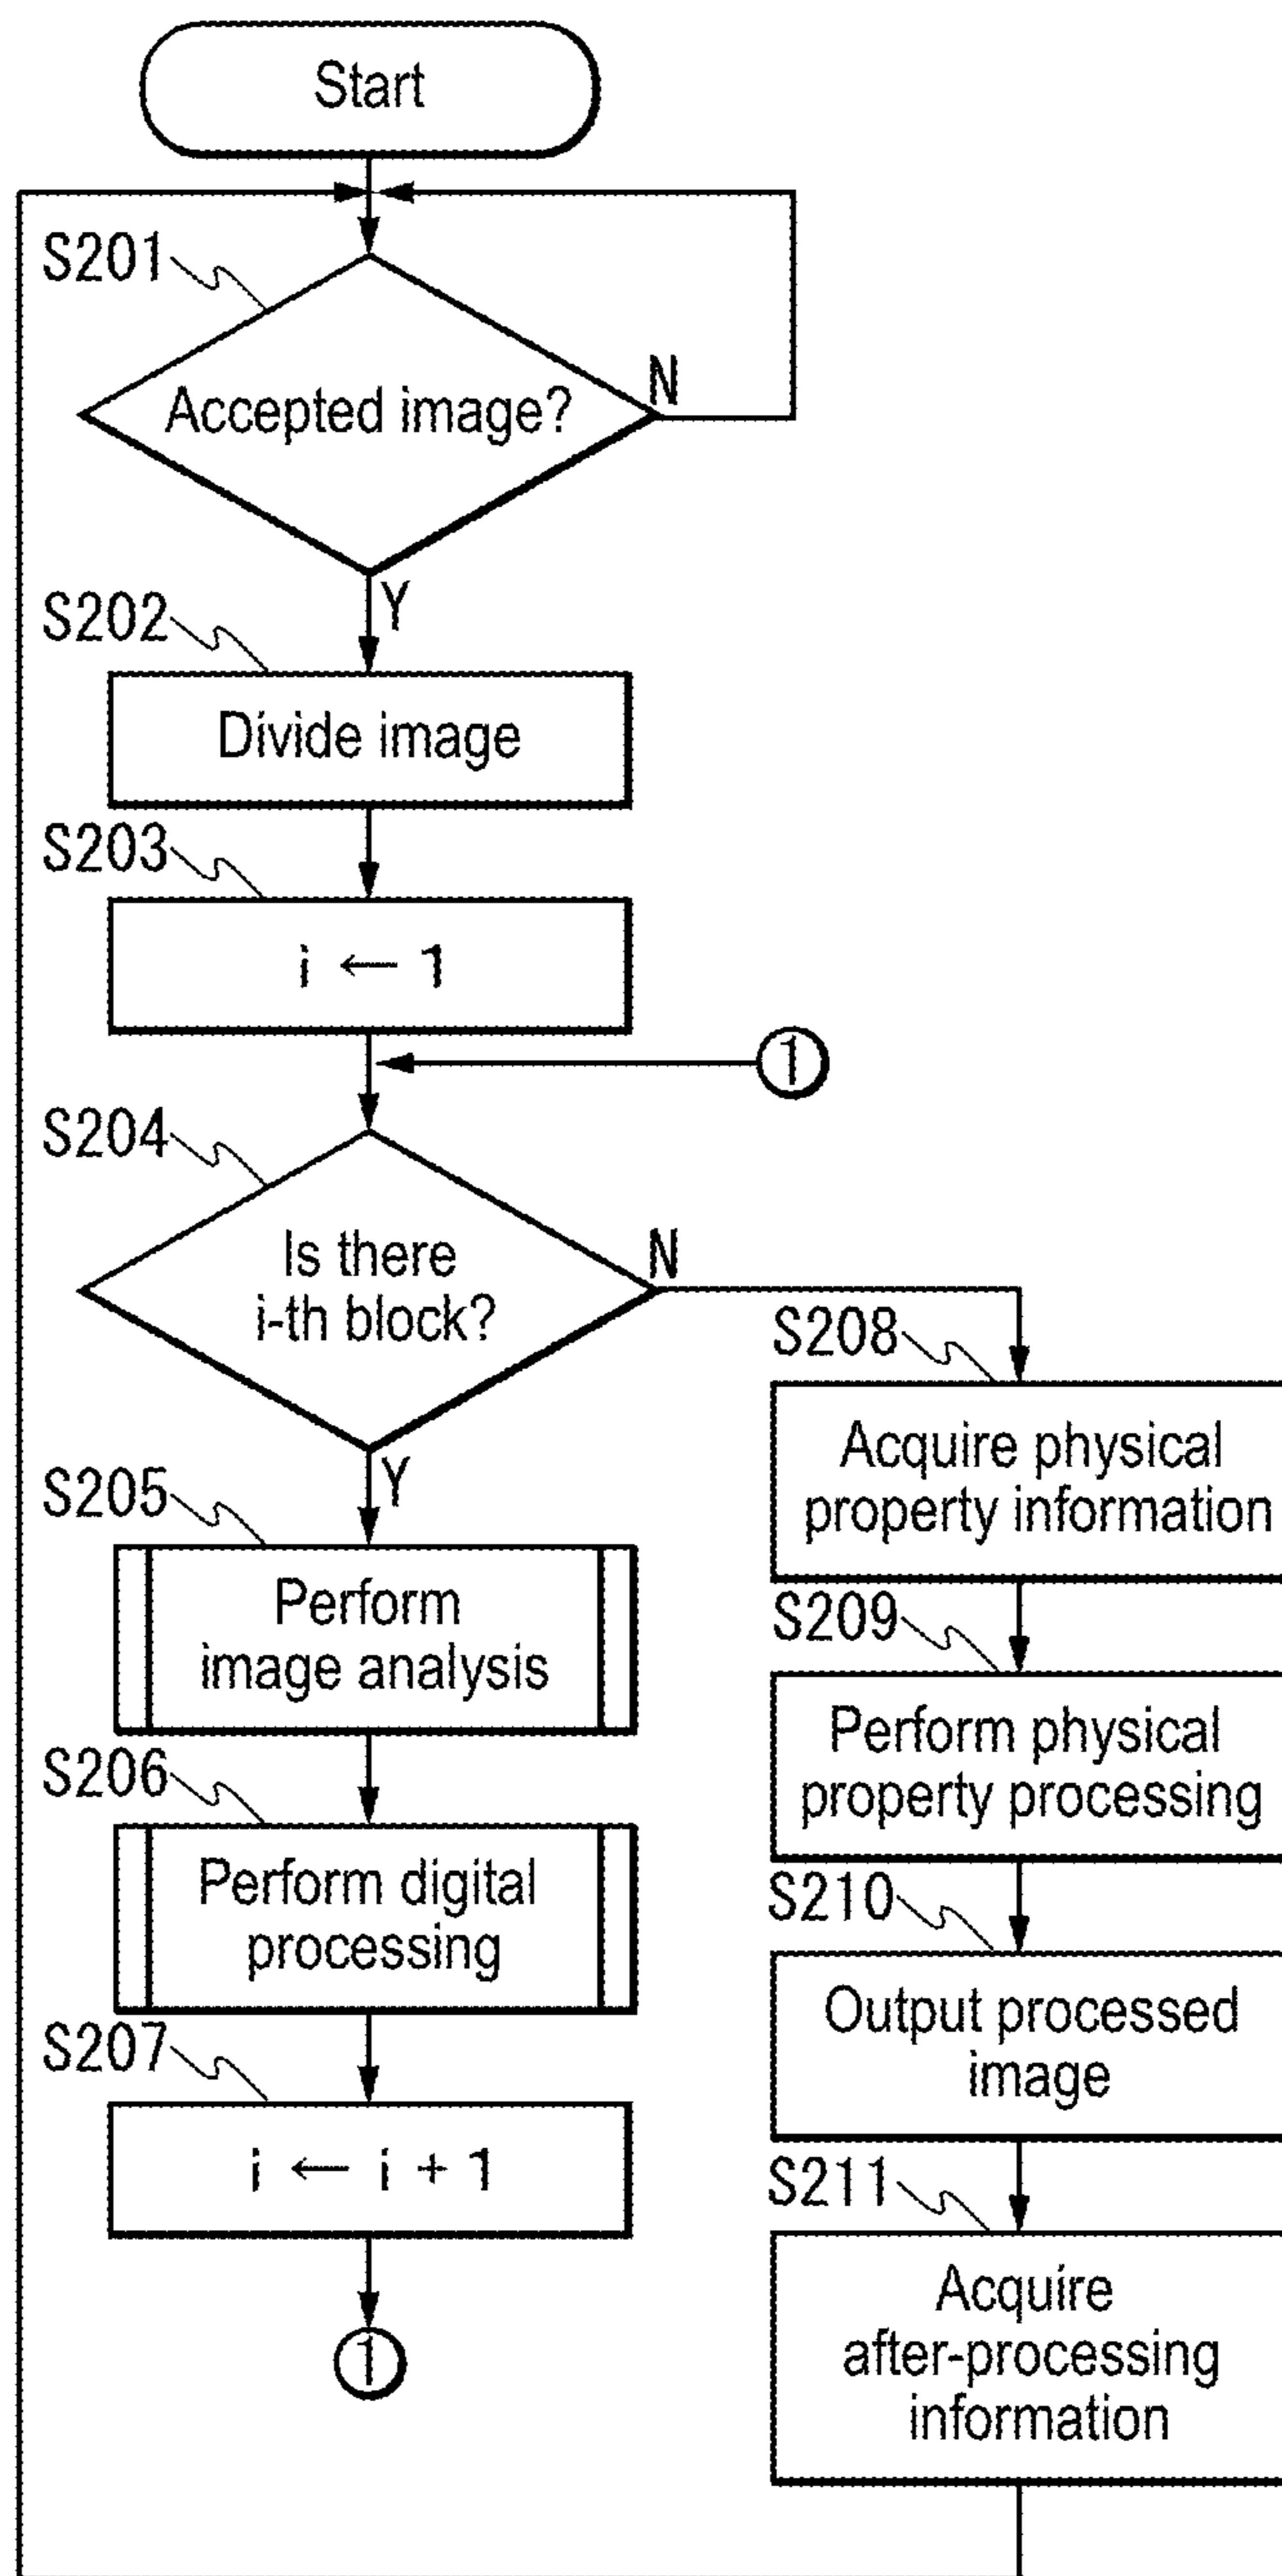 Start
S201
Accepted image?
N
Y
S202
Divide image
S203
i ← 1
1
S204
Is there
i-th block?
N
Y
S205
Perform
image analysis
S206
Perform digital
processing
S207
i ← i + 1
1
S208
Acquire physical
property information
S209
Perform physical
property processing
S210
Output processed
image
S211
Acquire
after-processing
information